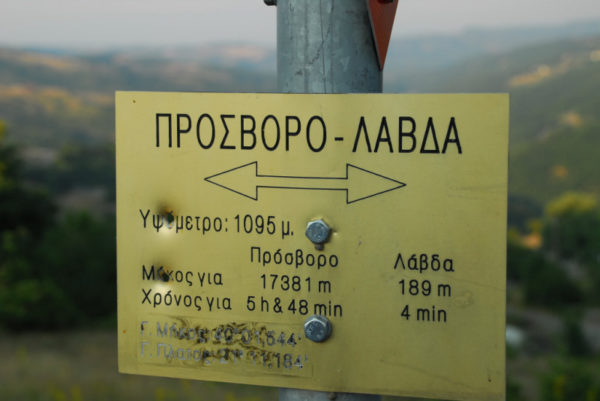 ΠΡΟΣΒΟΡΟ - ΛΑΒΔΑ
Υψόμετρο: 1095 μ.
Πρόσβορο Λάβδα
Μήκος για 17381 m 189 m
Χρόνος για 5 h & 48 min 4 min
Γ.
Γ.